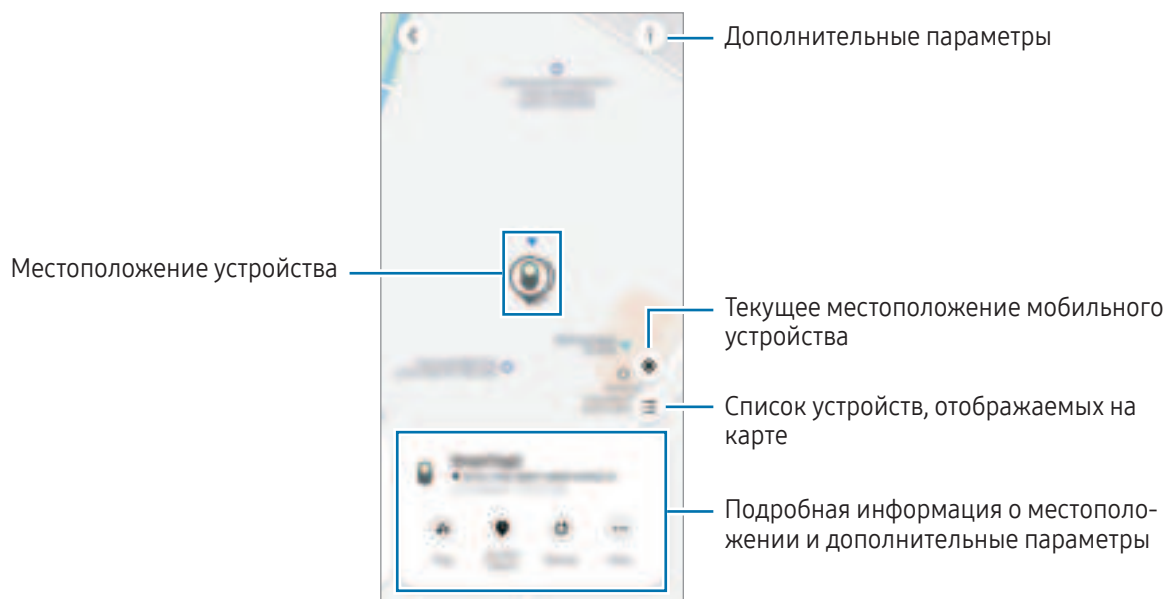 Дополнительные параметры
Местоположение устройства
Текущее местоположение мобильного
устройства
Список устройств, отображаемых на
карте
Подробная информация о местополо-
жении и дополнительные параметры